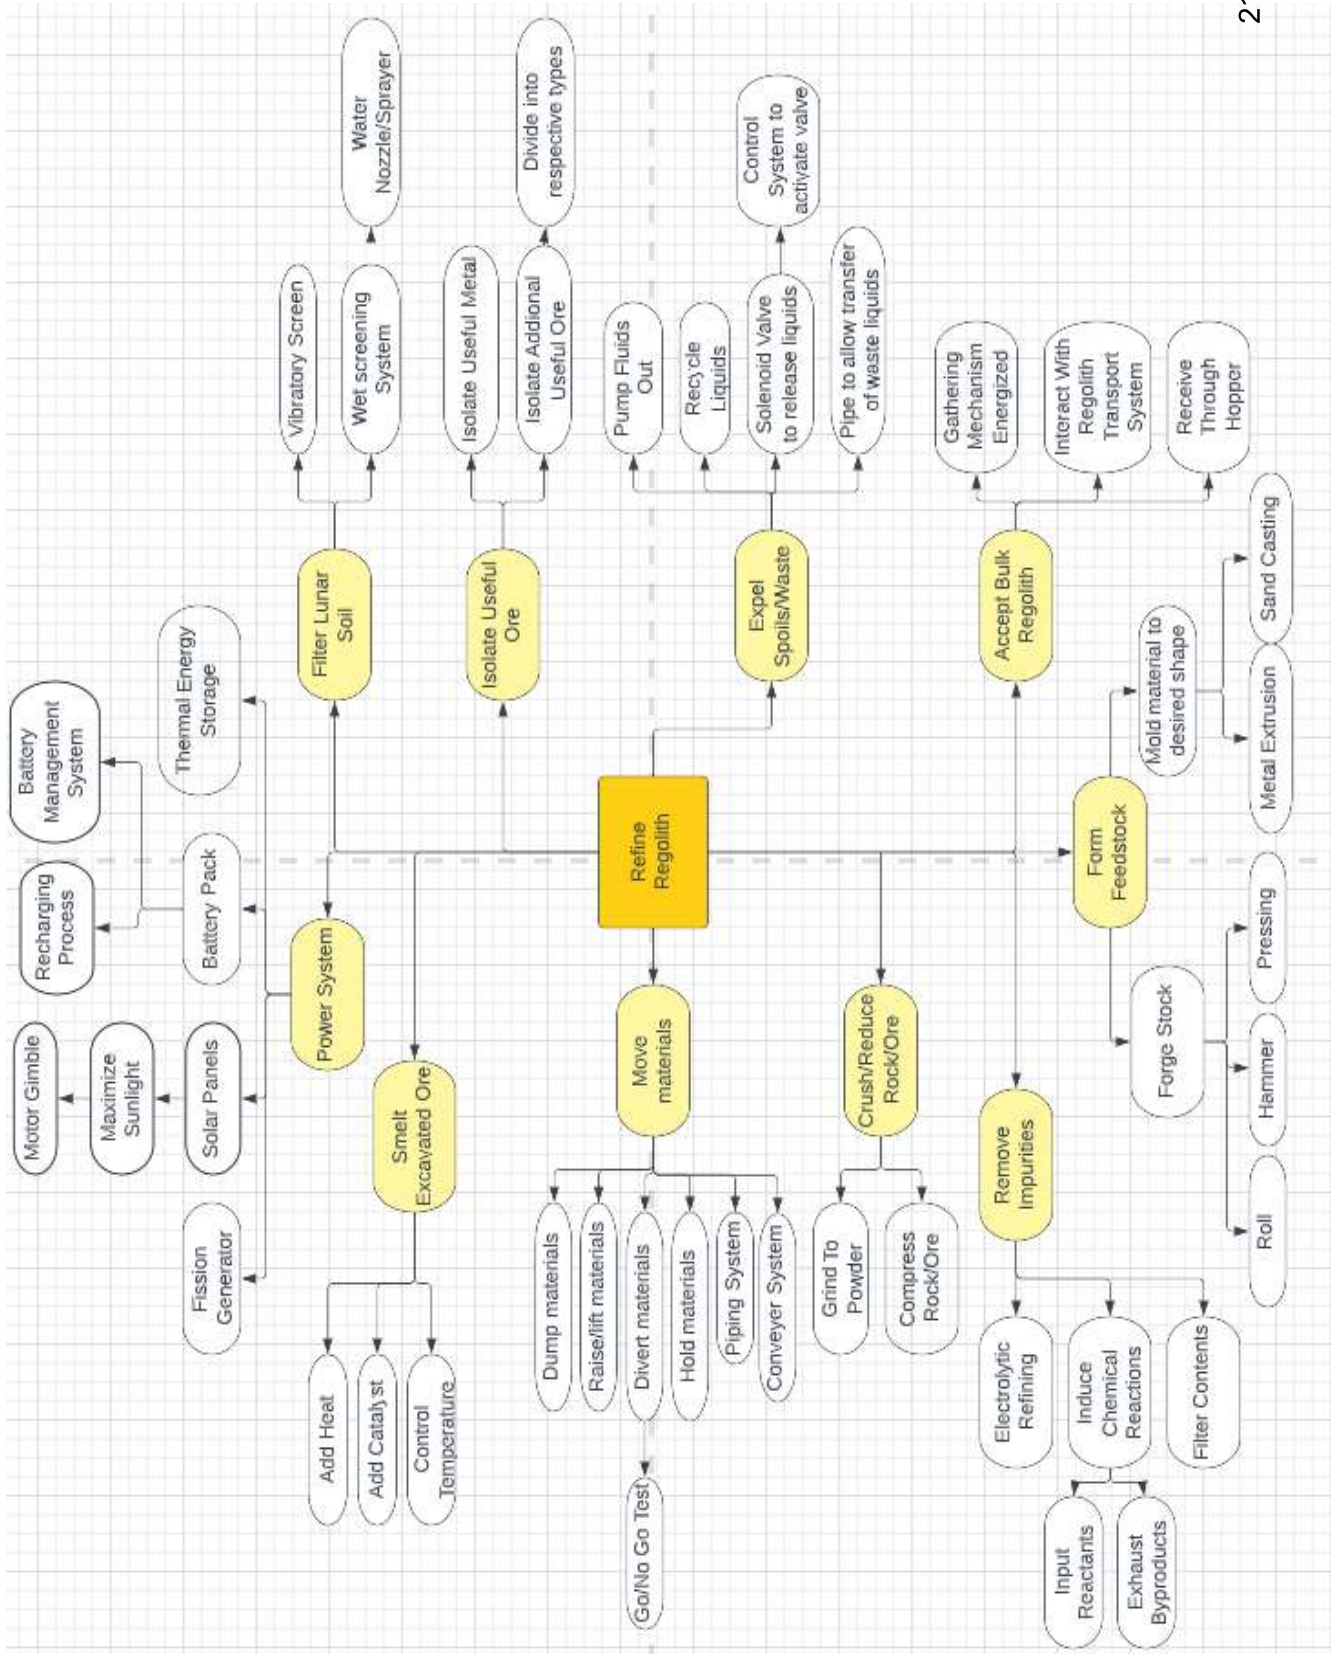 Motor Gimble
Maximize
Sunlight
Solar Panels
Fission
Generator
Recharging
Process
Battery
Management
System
Battery Pack
Thermal Energy
Storage
Power System
Smelt
Excavated Ore
Add Heat
Add Catalyst
Control
Temperature
Filter Lunar
Soil
Vibratory Screen
Wet screening
System
Water
Nozzle/Sprayer
Isolate Useful
Ore
Isolate Useful Metal
Isolate Addional
Useful Ore
Divide into
respective types
Refine
Regolith
Move
materials
Dump materials
Raise/lift materials
Divert materials
Hold materials
Piping System
Conveyer System
Go/No Go Test
Expel
Spoils/Waste
Pump Fluids
Out
Recycle
Liquids
Solenoid Valve
to release liquids
Control
System to
activate valve
Pipe to allow transfer
of waste liquids
Crush/Reduce
Rock/Ore
Grind To
Powder
Compress
Rock/Ore
Accept Bulk
Regolith
Gathering
Mechanism
Energized
Interact With
Regolith
Transport
System
Receive
Through
Hopper
Remove
Impurities
Electrolytic
Refining
Induce
Chemical
Reactions
Filter Contents
Input
Reactants
Exhaust
Byproducts
Form
Feedstock
Forge Stock
Roll
Hammer
Pressing
Mold material to
desired shape
Metal Extrusion
Sand Casting